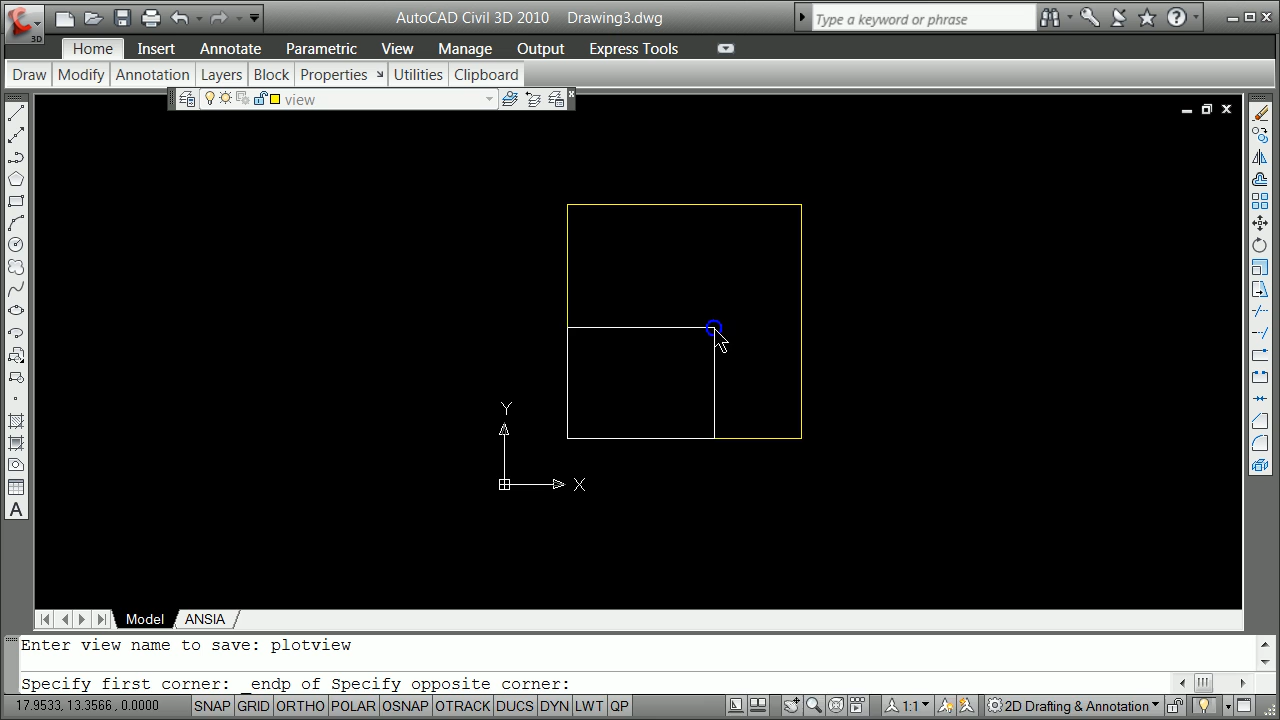 AutoCAD Civil 3D 2010 Drawing3.dwg
Type a keyword or phrase
3D
Home Insert Annotate Parametric View Manage Output Express Tools
Draw Modify Annotation Layers Block Properties Utilities Clipboard
view
Y
X
A
Model ANSIA
Enter view name to save: plotview
Specify first corner: _endp of Specify opposite corner:
17.9533, 13.3566, 0.0000 SNAP GRID ORTHO POLAR OSNAP OTRACK DUCS DYN LWT QP 1:1 2D Drafting & Annotation